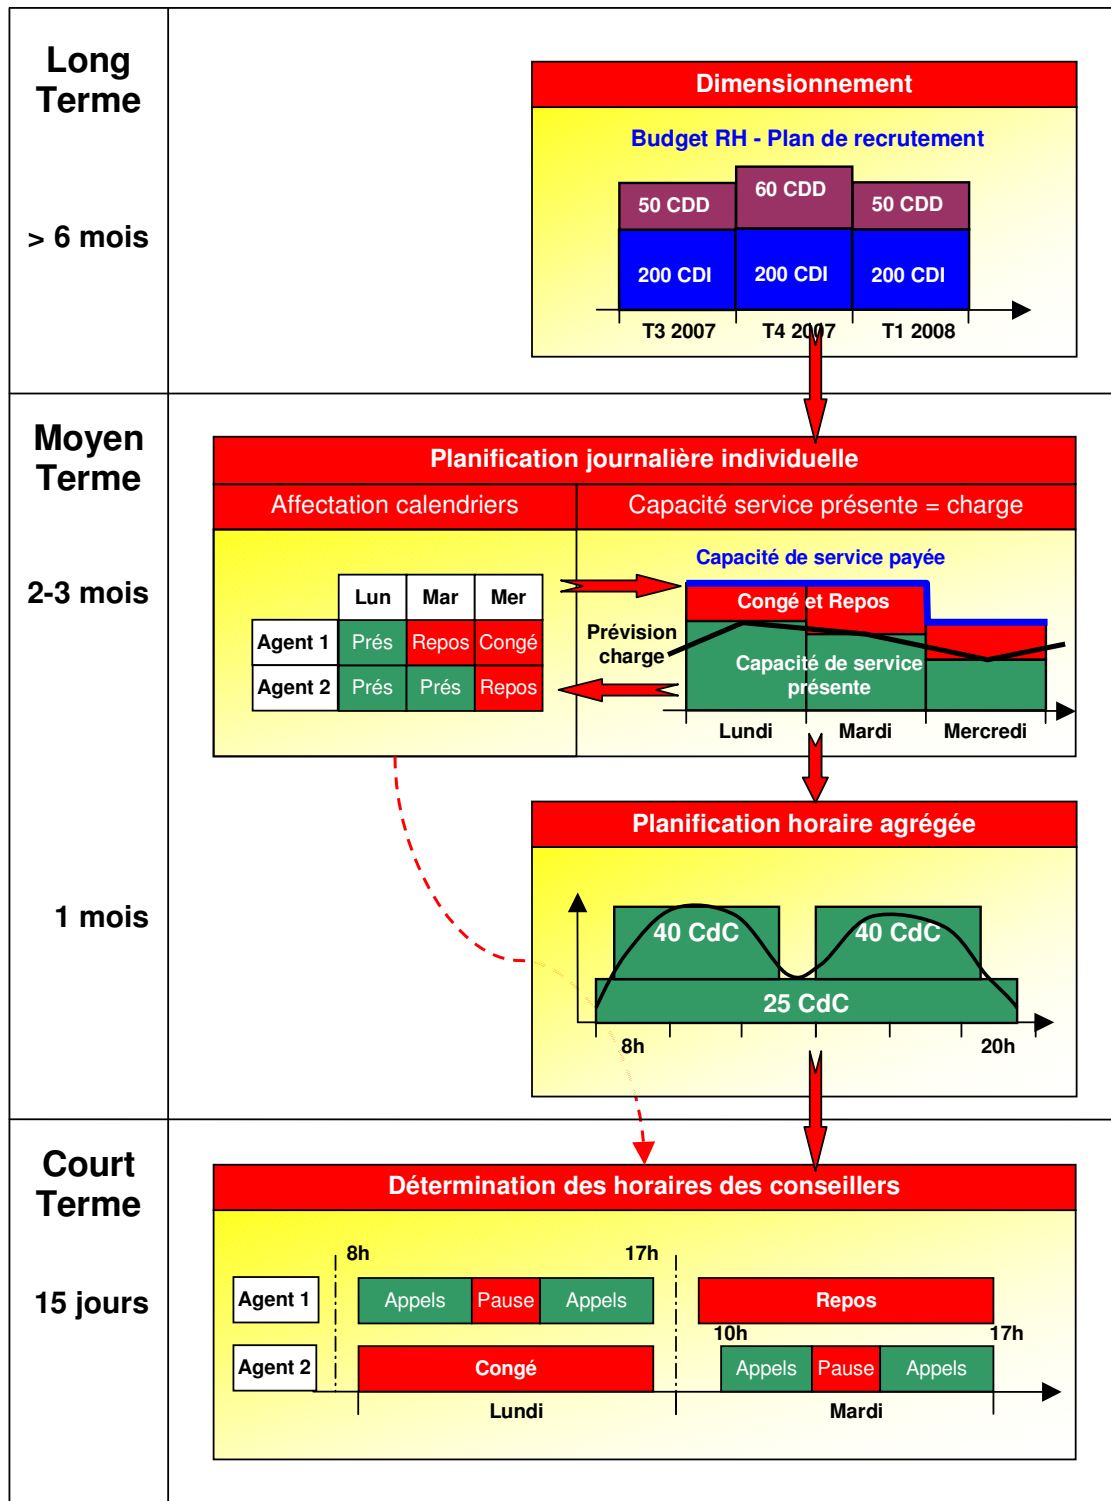 Long
Terme
> 6 mois
Dimensionnement
Budget RH - Plan de recrutement
50 CDD
60 CDD
50 CDD
200 CDI
200 CDI
200 CDI
T3 2007
T4 2007
T1 2008
Moyen
Terme
2-3 mois
1 mois
Planification journalière individuelle
Affectation calendriers
Capacité service présente = charge
Lun
Mar
Mer
Agent 1
Prés
Repos
Congé
Agent 2
Prés
Prés
Repos
Capacité de service payée
Congé et Repos
Prévision
charge
Capacité de service
présente
Lundi
Mardi
Mercredi
Planification horaire agrégée
40 CdC
40 CdC
25 CdC
8h
20h
Court
Terme
15 jours
Détermination des horaires des conseillers
8h
17h
Agent 1
Appels
Pause
Appels
Repos
10h
17h
Agent 2
Congé
Appels
Pause
Appels
Lundi
Mardi